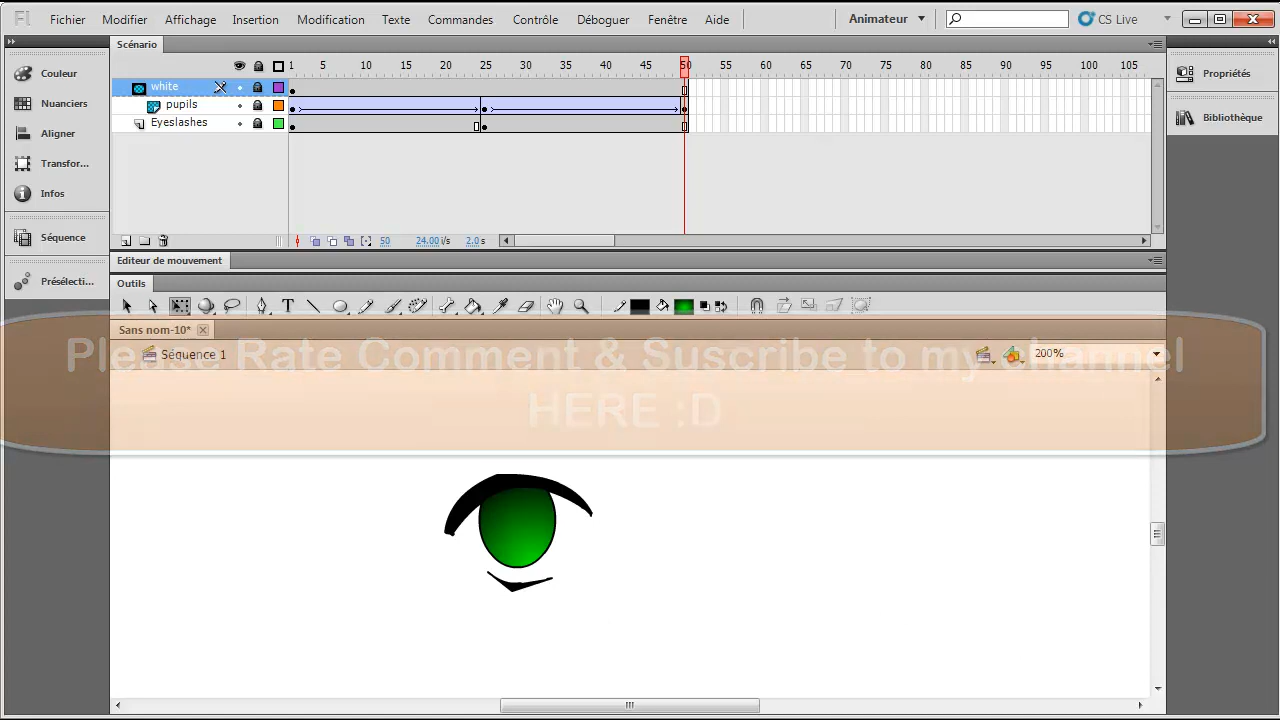 Fl Fichier Modifier Affichage Insertion Modification Texte Commandes Contrôle Déboguer Fenêtre Aide Animateur CS Live
Scénario
1 5 10 15 20 25 30 35 40 45 50 55 60 65 70 75 80 85 90 95 100 105
white
pupils
Eyeslashes
50 24.00 i/s 2.0 s
Couleur
Nuanciers
Aligner
Transfor...
Infos
Séquence
Présélecti...
Editeur de mouvement
Outils
Sans nom-10*
Séquence 1
200%
Please Rate Comment & Suscribe to my channel
HERE :D
Propriétés
Bibliothèque